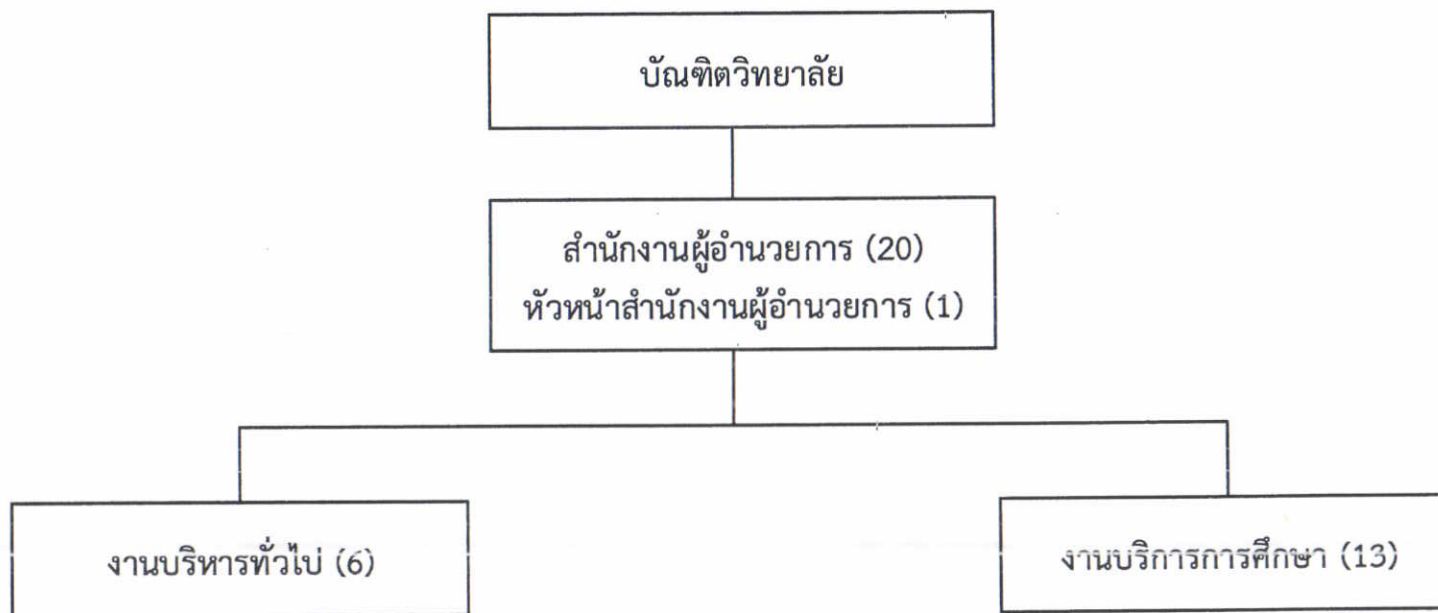 บัณฑิตวิทยาลัย
สำนักงานผู้อำนวยการ (20)
หัวหน้าสำนักงานผู้อำนวยการ (1)
งานบริหารทั่วไป (6)
งานบริการการศึกษา (13)